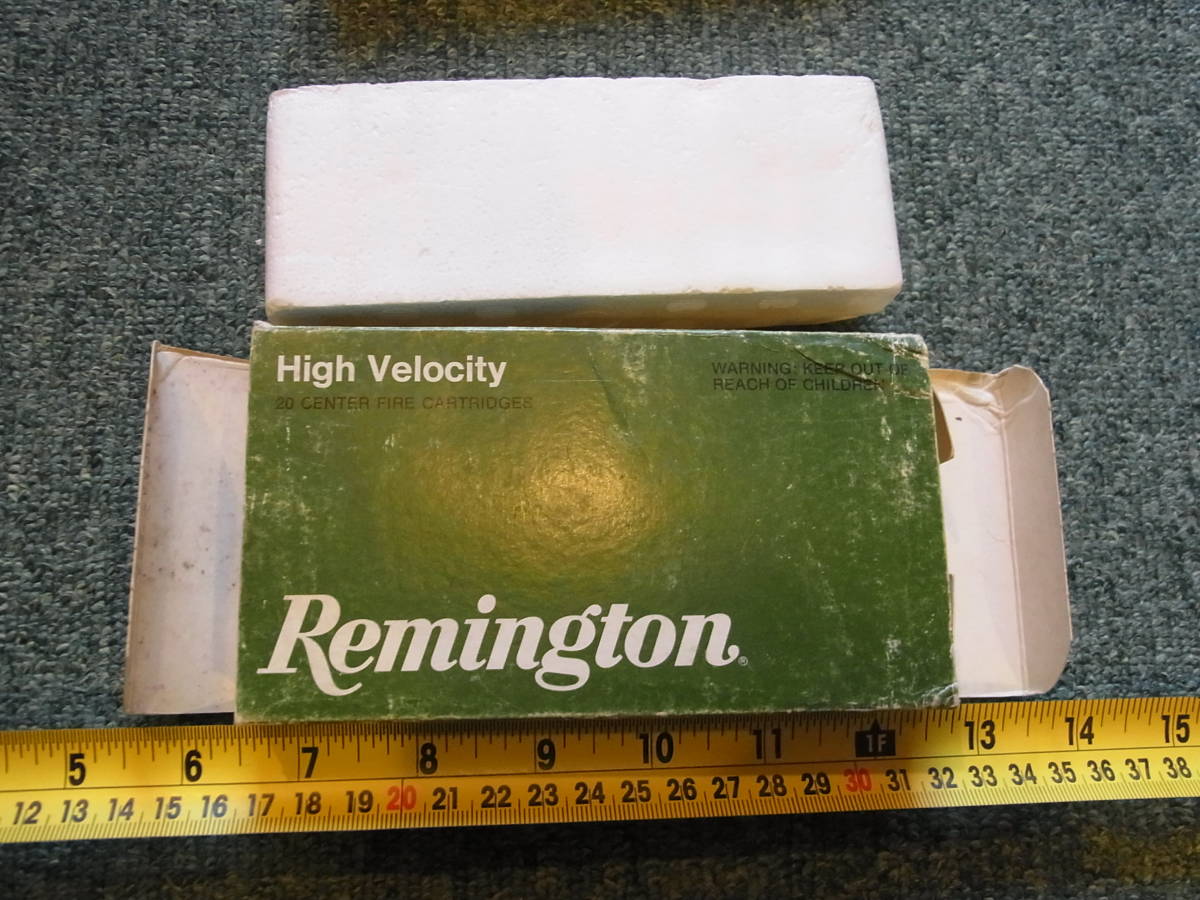 High Velocity
20 CENTER FIRE CARTRIDGES
WARNING: KEEP OUT OF
REACH OF CHILDREN
Remington®
5 6 7 8 9 10 11 1F 13 14 15
12 13 14 15 16 17 18 19 20 21 22 23 24 25 26 27 28 29 30 31 32 33 34 35 36 37 38